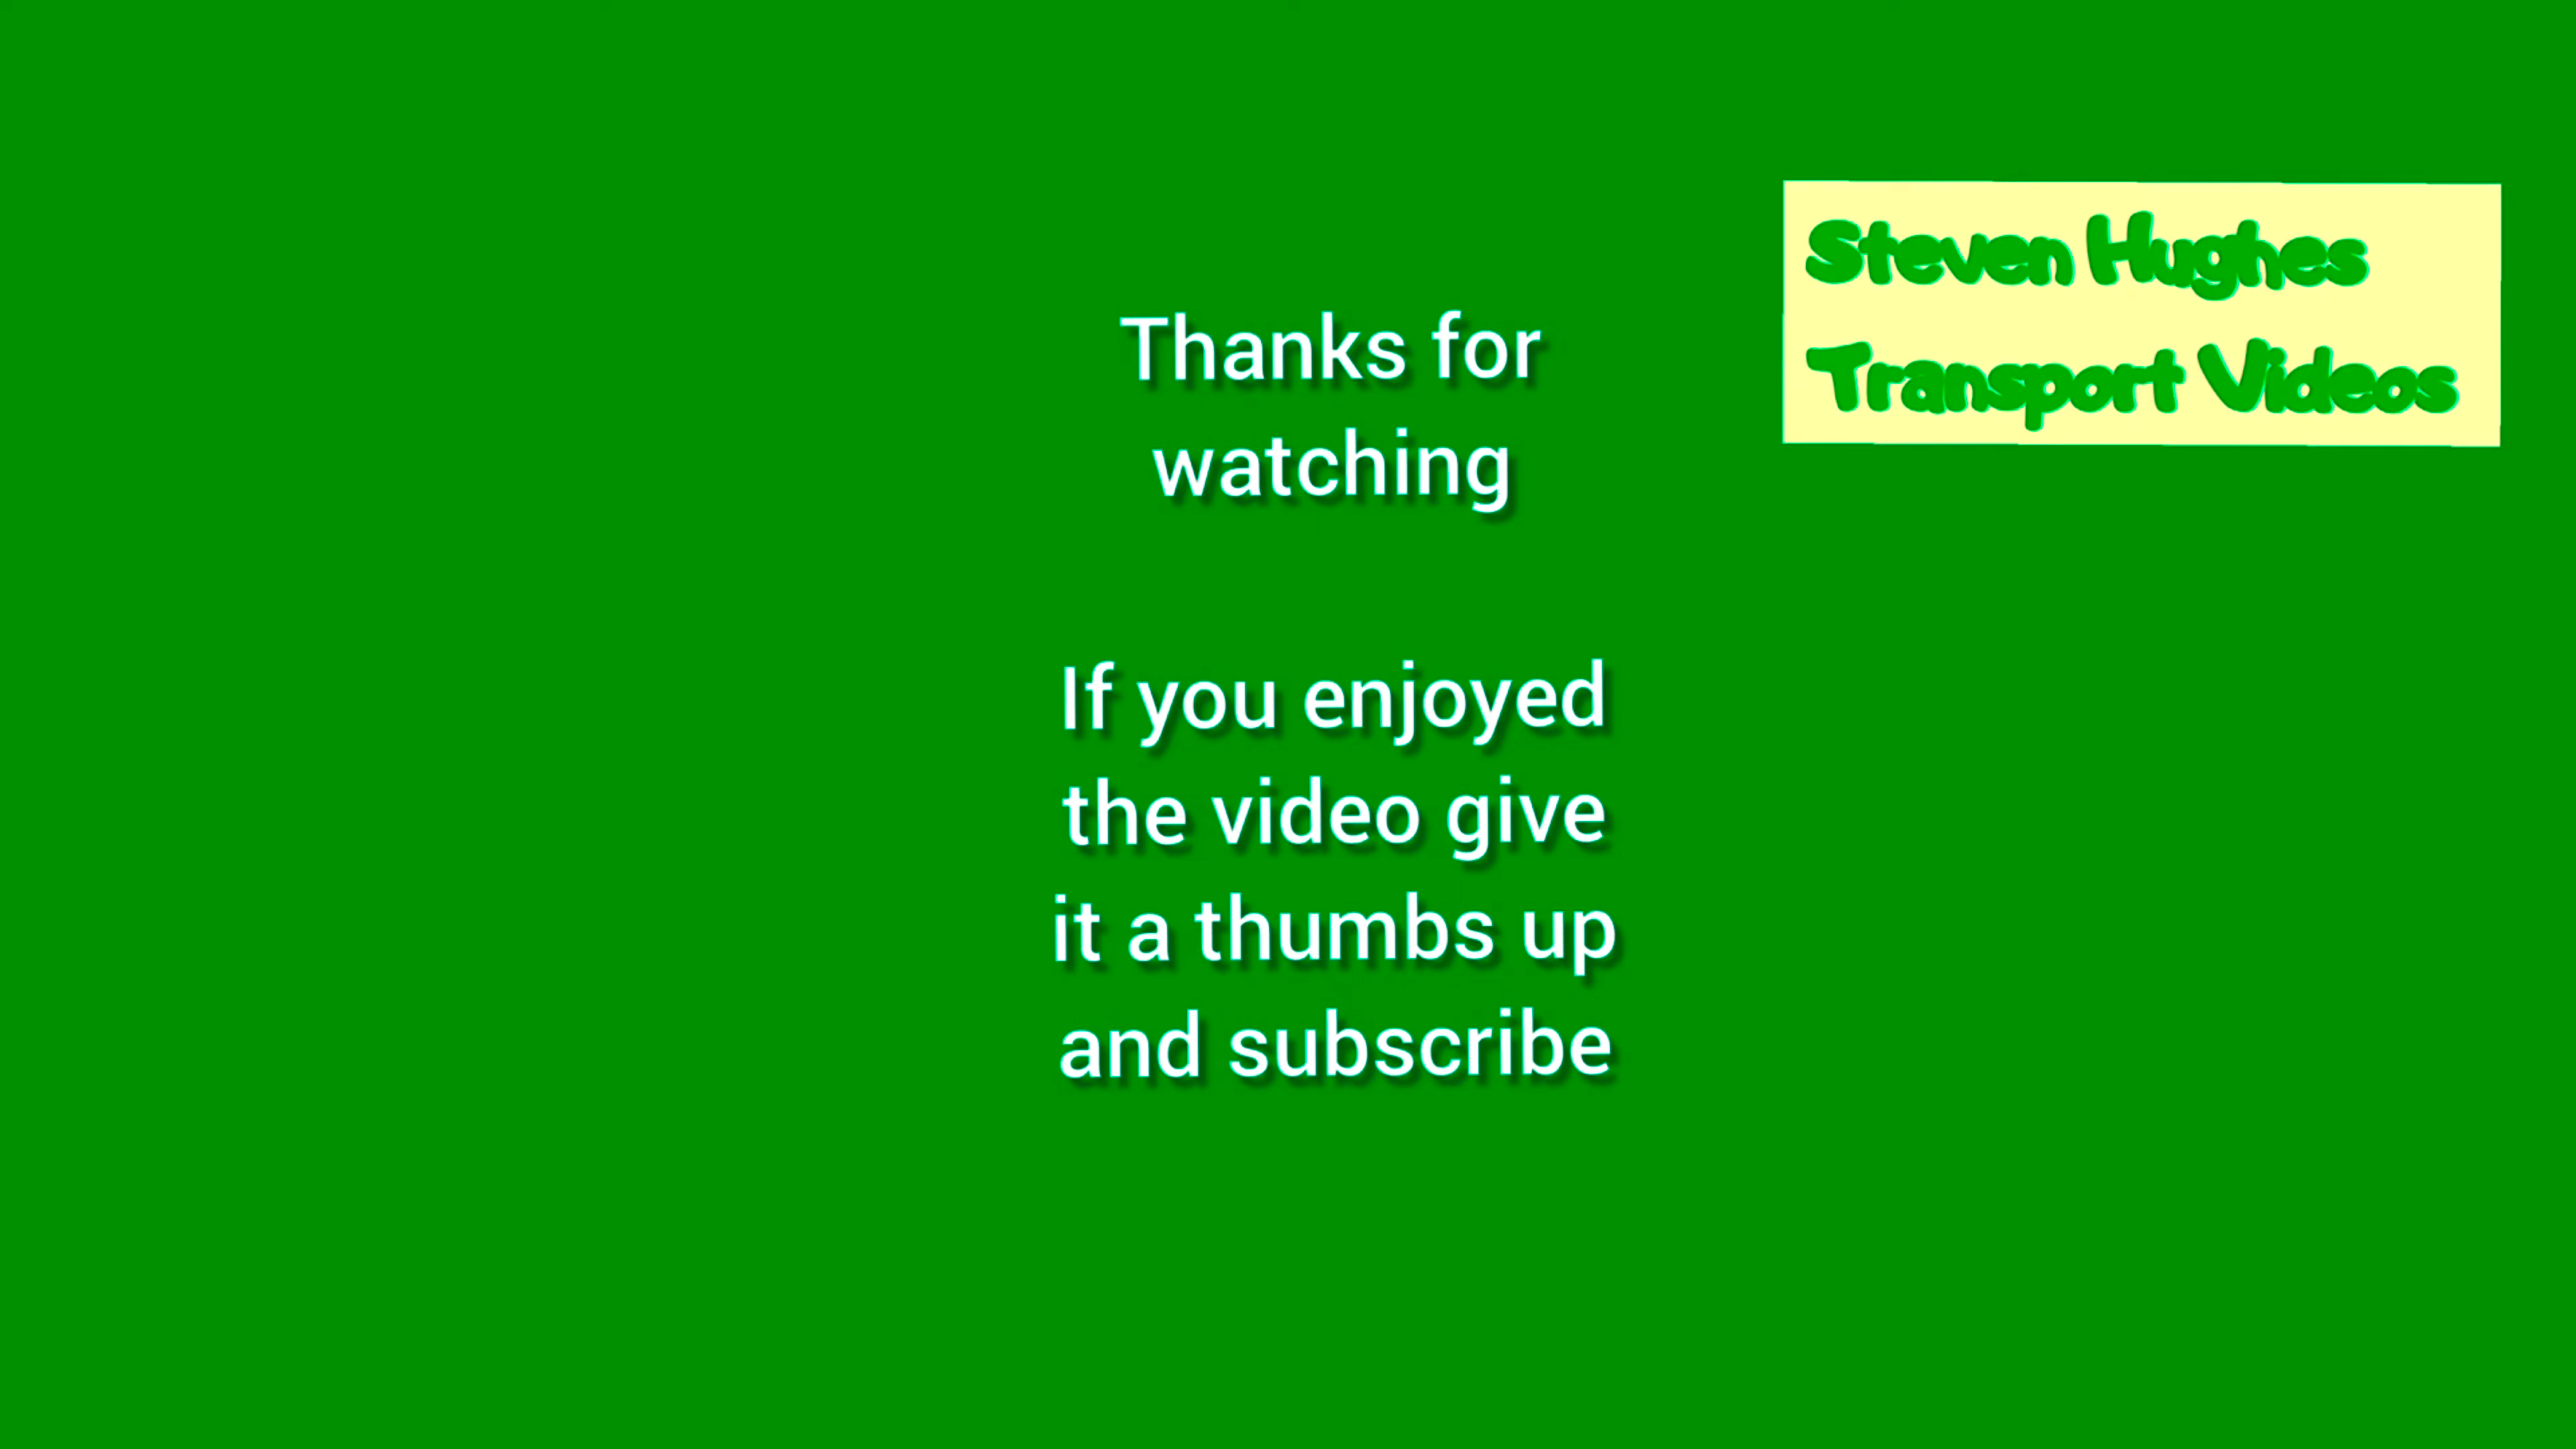 Steven Hughes
Transport Videos
Thanks for
watching
If you enjoyed
the video give
it a thumbs up
and subscribe